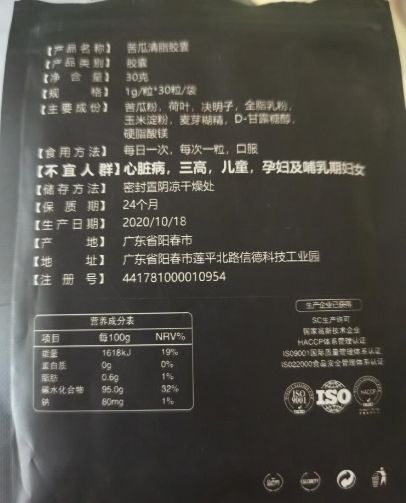 【产品名称】 苦瓜清脂胶囊
【产品类别】 胶囊
【净含量】 30克
【规格】 1g/粒*30粒/袋
【主要成份】 苦瓜粉，荷叶，决明子，全脂乳粉，
玉米淀粉，麦芽糊精，D-甘露糖醇，
硬脂酸镁
【食用方法】 每日一次，每次一粒，口服
【不宜人群】心脏病，三高，儿童，孕妇及哺乳期妇女
【储存方法】 密封置阴凉干燥处
【保质期】 24个月
【生产日期】 2020/10/18
【产地】 广东省阳春市
【地址】 广东省阳春市莲平北路信德科技工业园
【注册号】 441781000010954
生产企业已获得
SC生产许可
国家高新技术企业
HACCP体系管理认证
ISO9001国际质量管理体系认证
ISO22000食品安全管理体系认证
营养成分表
项目 每100g NRV%
能量 1618kJ 19%
蛋白质 0g 0%
脂肪 0.6g 1%
碳水化合物 95.0g 32%
钠 80mg 1%
ISO
9001
ISO
HACCP